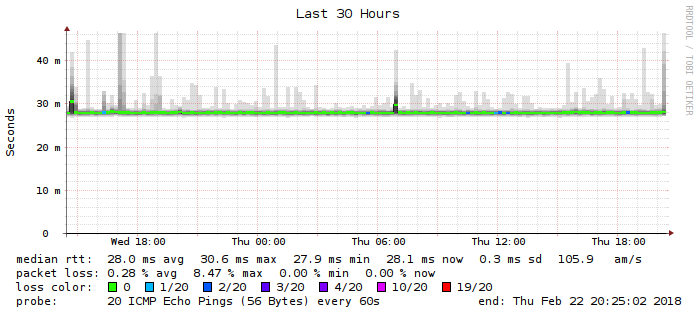 Last 30 Hours
RRDTOOL / TOBI OETIKER
Seconds
40 m
30 m
20 m
10 m
0
Wed 18:00 Thu 00:00 Thu 06:00 Thu 12:00 Thu 18:00
median rtt: 28.0 ms avg 30.6 ms max 27.9 ms min 28.1 ms now 0.3 ms sd 105.9 am/s
packet loss: 0.28 % avg 8.47 % max 0.00 % min 0.00 % now
loss color: 0 1/20 2/20 3/20 4/20 10/20 19/20
probe: 20 ICMP Echo Pings (56 Bytes) every 60s end: Thu Feb 22 20:25:02 2018